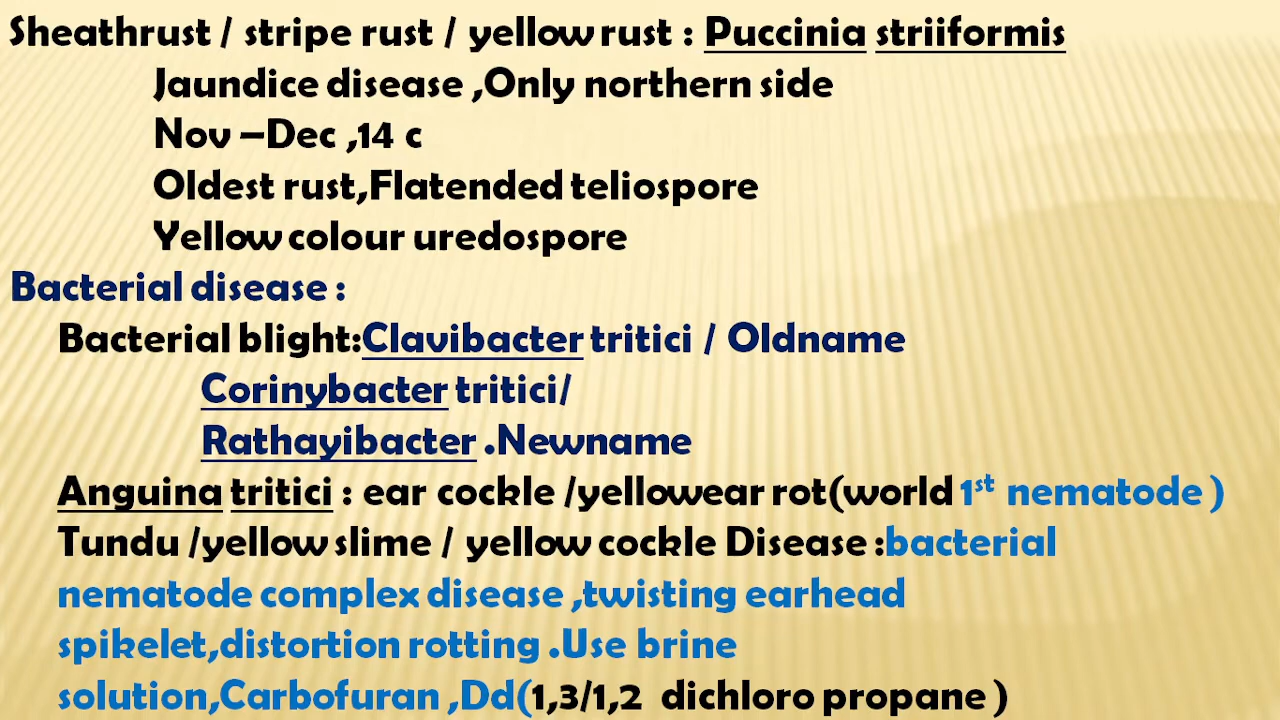 Sheathrust / stripe rust / yellow rust : Puccinia striiformis
Jaundice disease ,Only northern side
Nov –Dec ,14 c
Oldest rust,Flatended teliospore
Yellow colour uredospore
Bacterial disease :
Bacterial blight:Clavibacter tritici / Oldname
Corinybacter tritici/
Rathayibacter .Newname
Anguina tritici : ear cockle /yellowear rot(world 1st nematode )
Tundu /yellow slime / yellow cockle Disease :bacterial
nematode complex disease ,twisting earhead
spikelet,distortion rotting .Use brine
solution,Carbofuran ,Dd(1,3/1,2 dichloro propane )